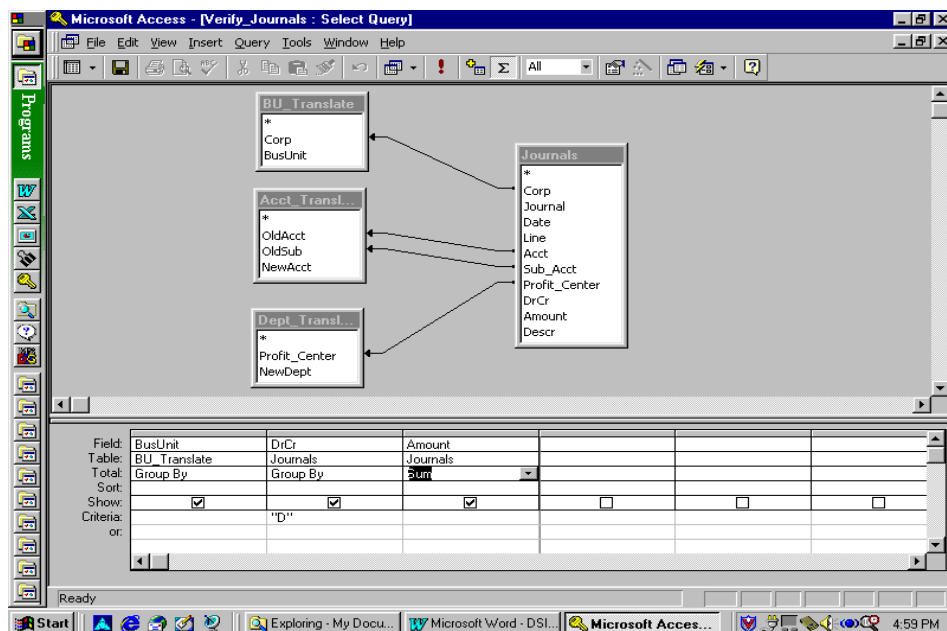 Microsoft Access - [Verify_Journals : Select Query]
File Edit View Insert Query Tools Window Help
All
Programs
BU_Translate
*
Corp
BusUnit
Acct_Transl...
*
OldAcct
OldSub
NewAcct
Dept_Transl...
*
Profit_Center
NewDept
Journals
*
Corp
Journal
Date
Line
Acct
Sub_Acct
Profit_Center
DrCr
Amount
Descr
Field: BusUnit DrCr Amount
Table: BU_Translate Journals Journals
Total: Group By Group By Sum
Sort:
Show:
Criteria: "D"
or:
Ready
Start Exploring - My Docu... Microsoft Word - DSI... Microsoft Acces... 4:59 PM